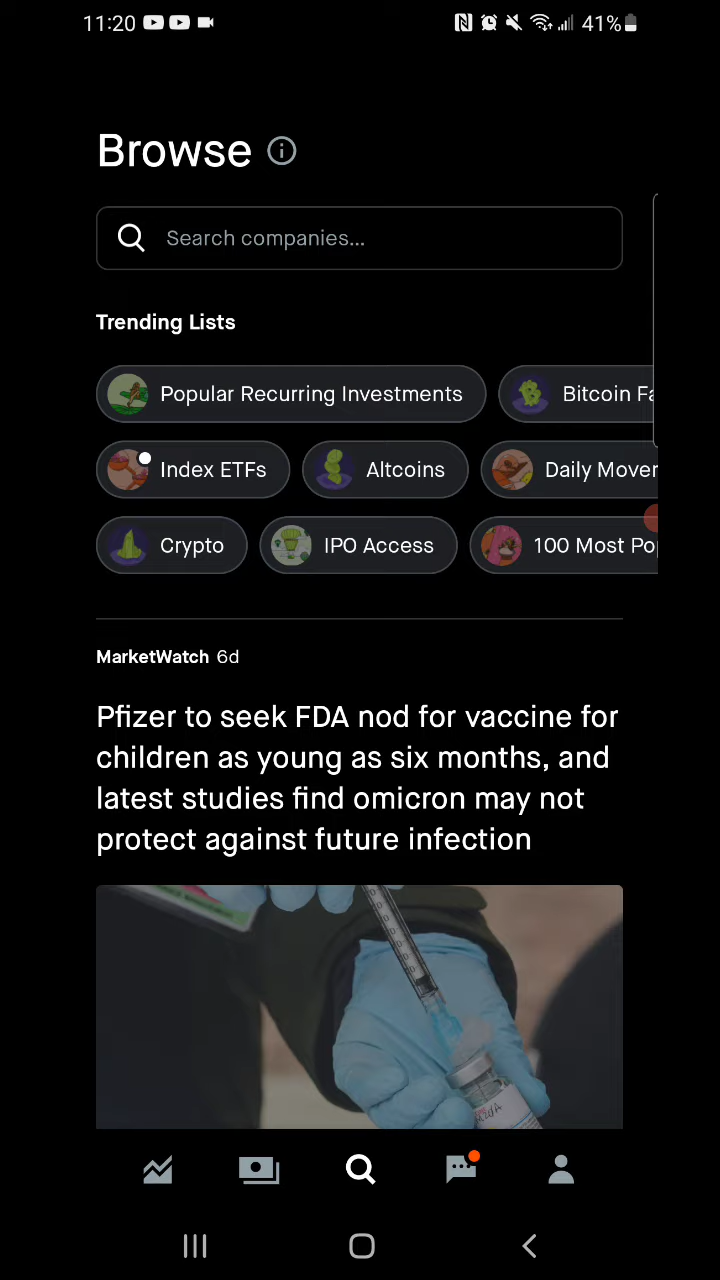 11:20 41%
Browse
Search companies...
Trending Lists
Popular Recurring Investments Bitcoin Fa
Index ETFs Altcoins Daily Mover
Crypto IPO Access 100 Most Po
MarketWatch 6d
Pfizer to seek FDA nod for vaccine for
children as young as six months, and
latest studies find omicron may not
protect against future infection